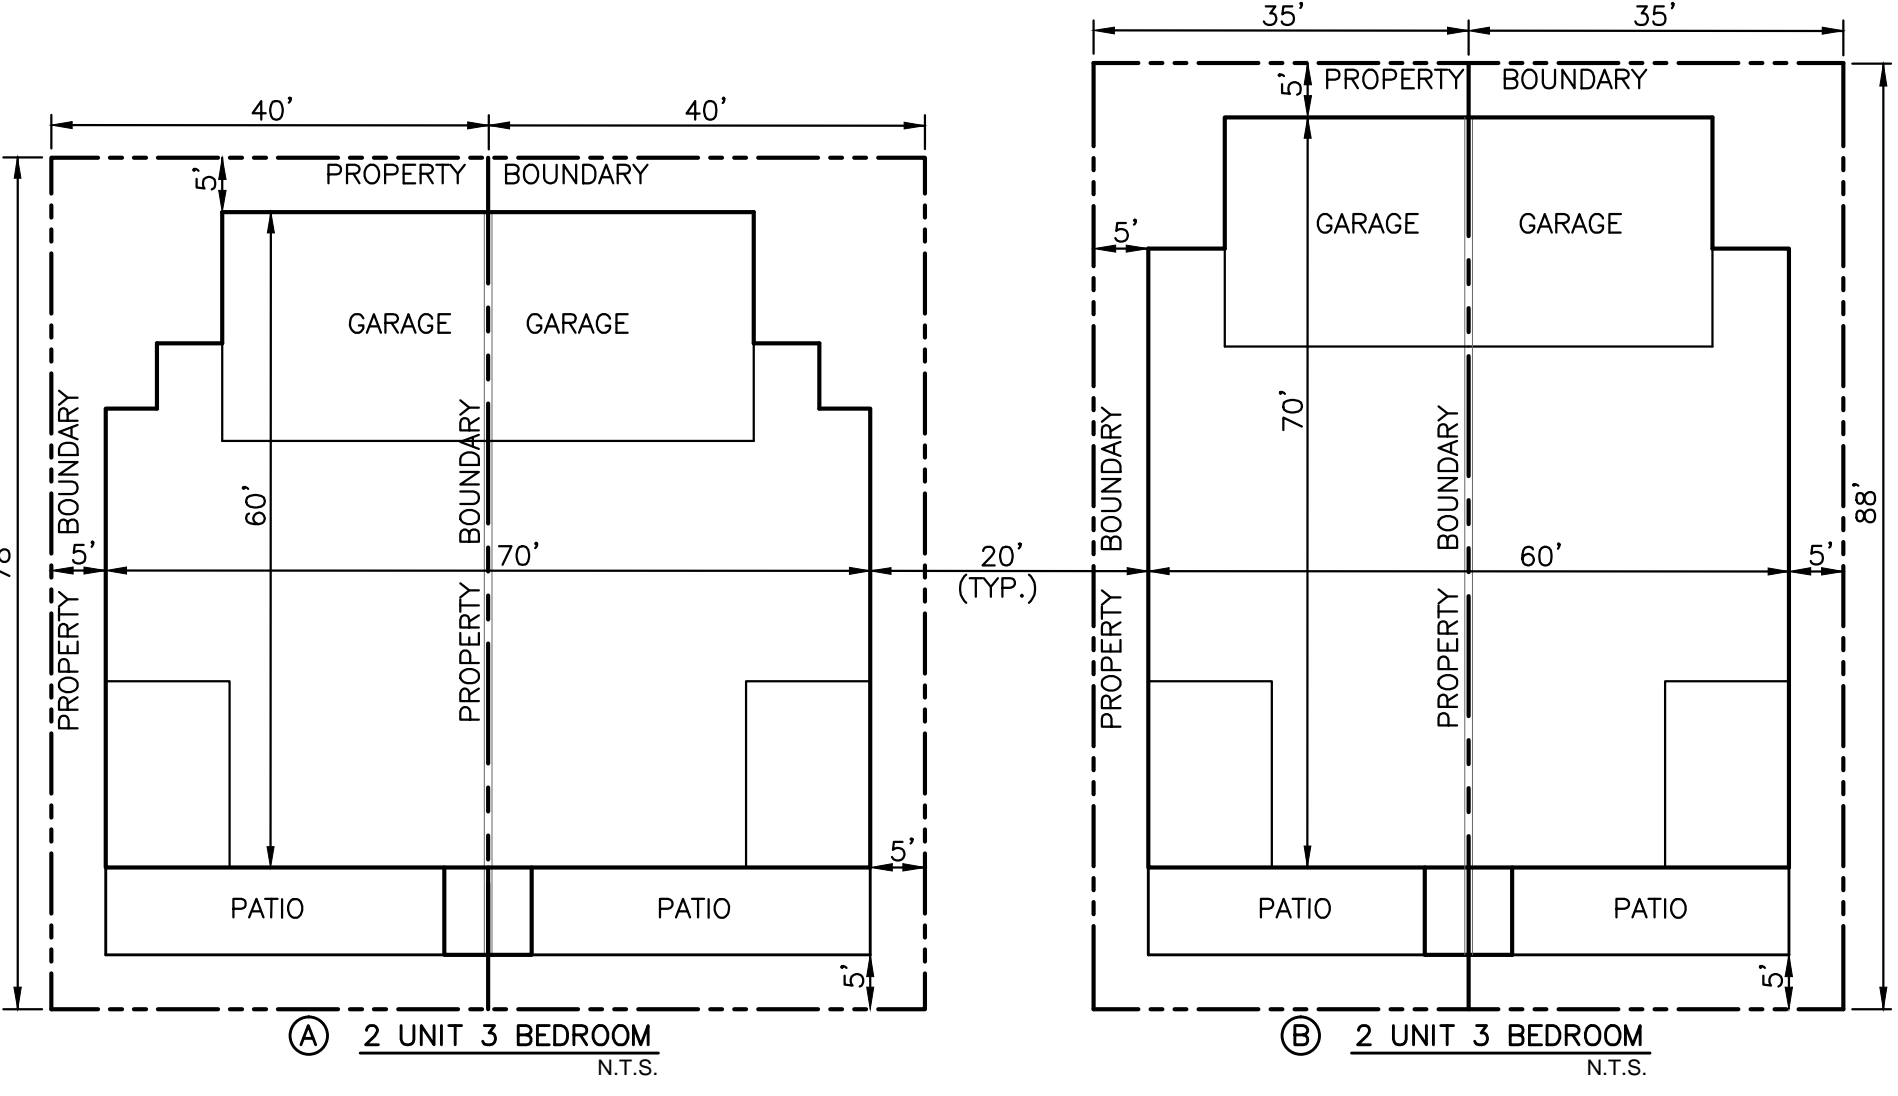 40'
40'
PROPERTY BOUNDARY
5'
GARAGE
GARAGE
PROPERTY BOUNDARY
PROPERTY BOUNDARY
60'
5'
70'
20'
(TYP.)
5'
PATIO
PATIO
5'
A
2 UNIT 3 BEDROOM
N.T.S.
35'
35'
PROPERTY BOUNDARY
5'
GARAGE
GARAGE
5'
70'
PROPERTY BOUNDARY
PROPERTY BOUNDARY
88'
60'
5'
PATIO
PATIO
5'
B
2 UNIT 3 BEDROOM
N.T.S.